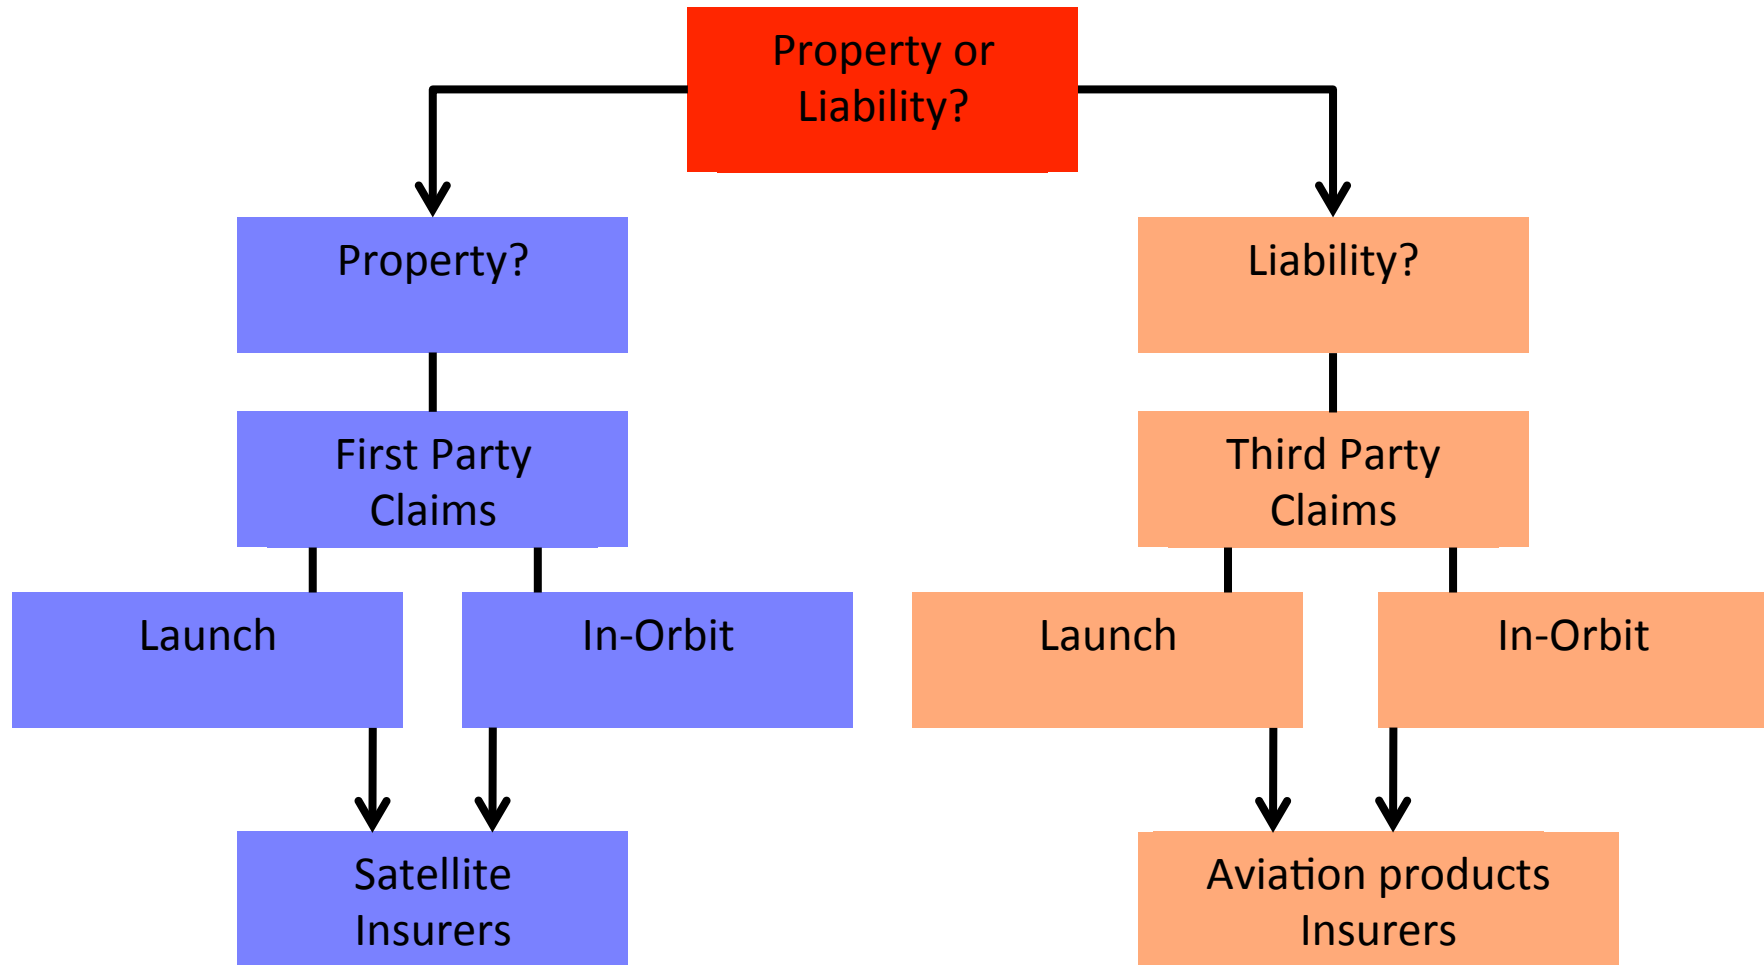 Property or
Liability?
Property?
Liability?
First Party
Claims
Third Party
Claims
Launch
In-Orbit
Launch
In-Orbit
Satellite
Insurers
Aviation products
Insurers